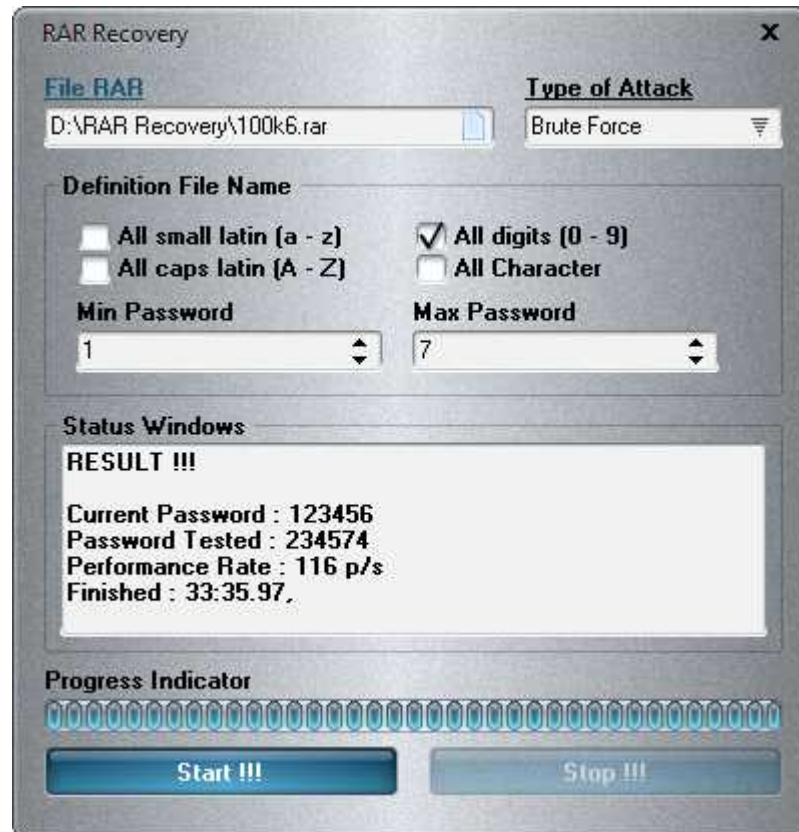 RAR Recovery x
File RAR Type of Attack
D:\RAR Recovery\100k6.rar Brute Force
Definition File Name
All small latin (a - z) All digits (0 - 9)
All caps latin (A - Z) All Character
Min Password Max Password
1 7
Status Windows
RESULT !!!
Current Password : 123456
Password Tested : 234574
Performance Rate : 116 p/s
Finished : 33:35.97,
Progress Indicator
Start !!! Stop !!!